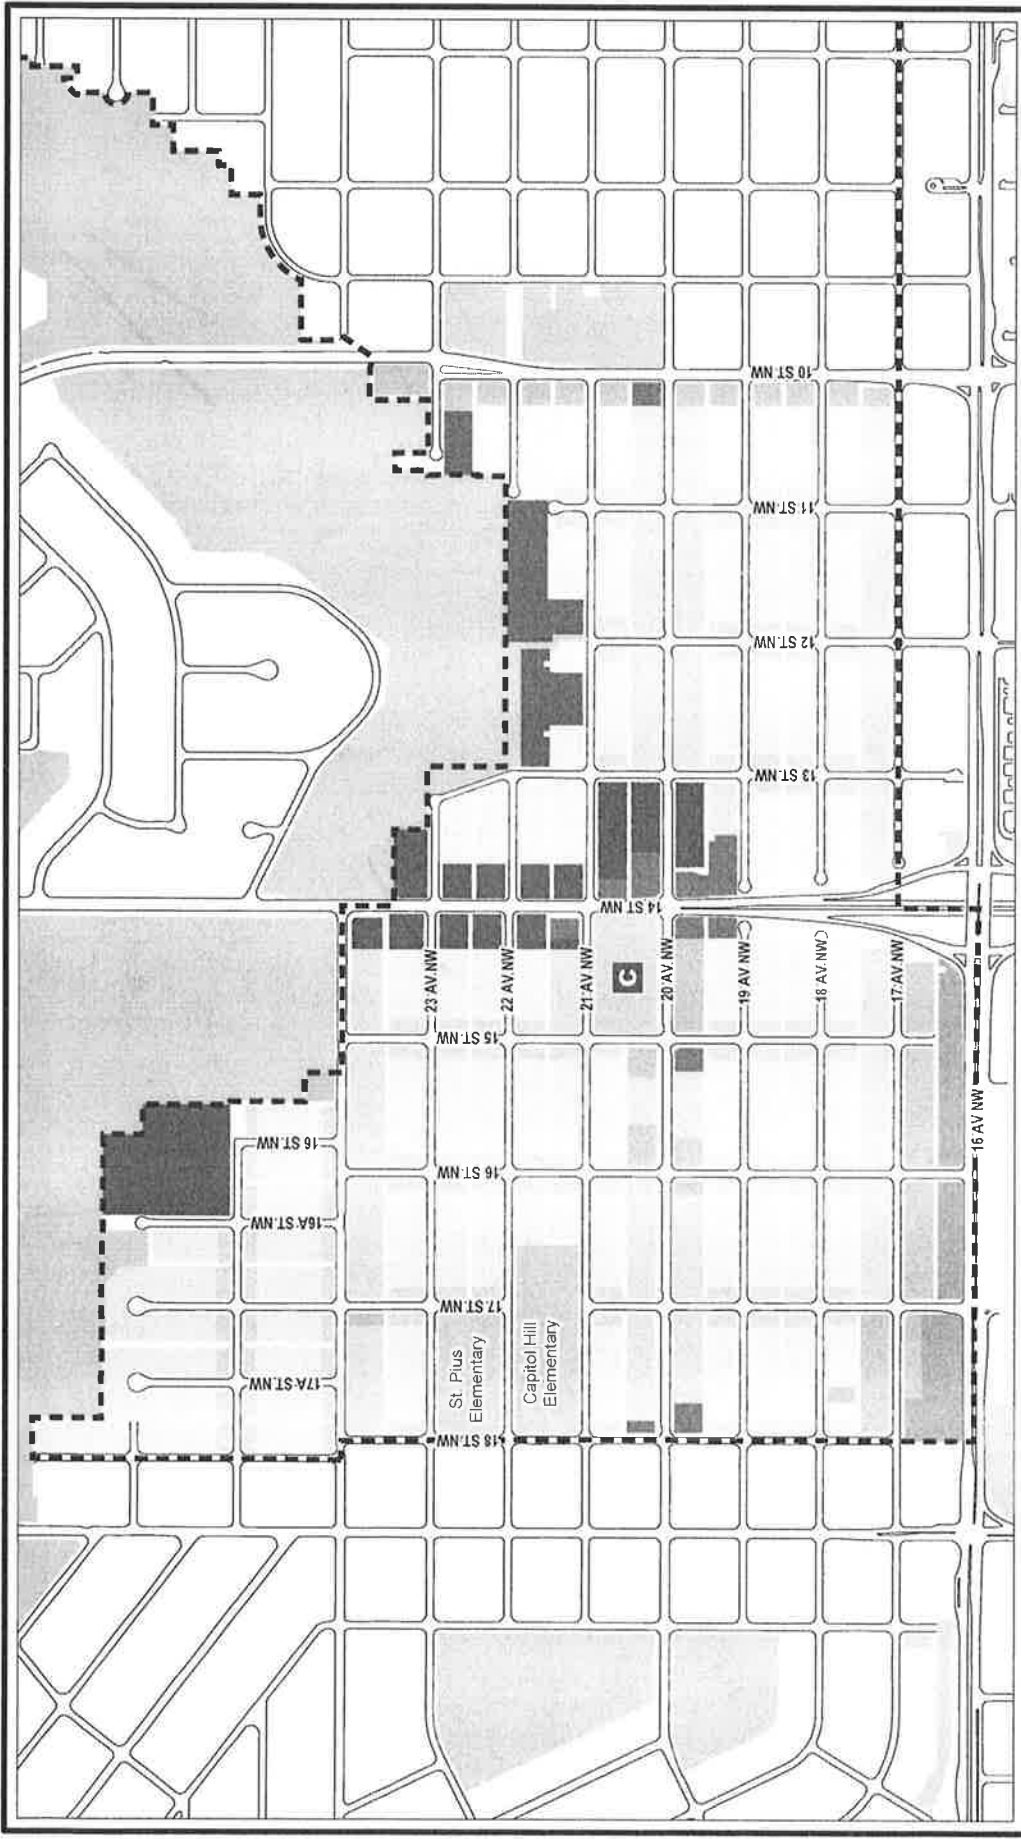 10 ST. NW
11 ST. NW
12 ST. NW
13 ST. NW
14 ST. NW
23 AV. NW
22 AV. NW
21 AV. NW
C
20 AV. NW
19 AV NW
18 AV. NW
17 AV. NW
15 ST. NW
16 AV NW
16 ST. NW
16 ST. NW
16A ST. NW
17 ST. NW
St. Pius
Elementary
Capitol Hill
Elementary
17A ST. NW
18 ST. NW